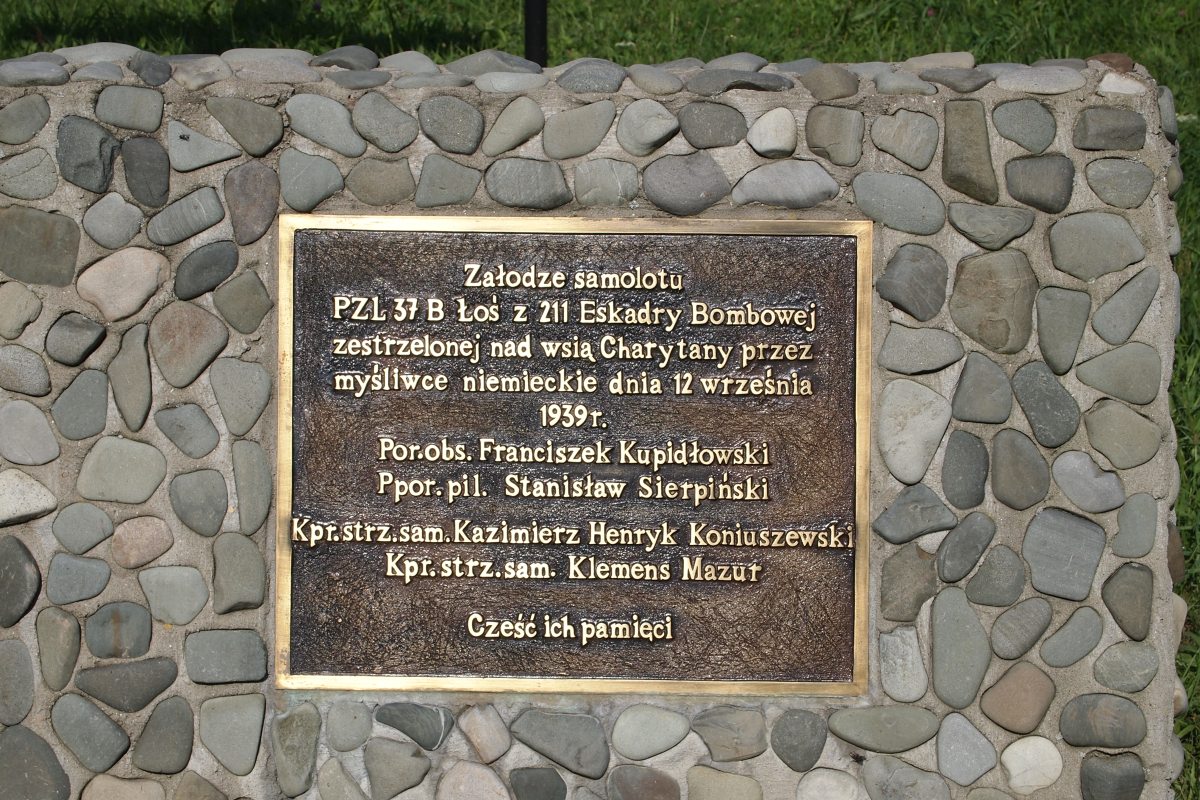 Załodze samolotu
PZL 37 B Łoś z 211 Eskadry Bombowej
zestrzelonej nad wsią Charytany przez
myśliwce niemieckie dnia 12 września
1939 r.
Por.obs. Franciszek Kupidłowski
Ppor.pil. Stanisław Sierpiński
Kpr.strz.sam. Kazimierz Henryk Koniuszewski
Kpr.strz.sam. Klemens Mazur
Cześć ich pamięci